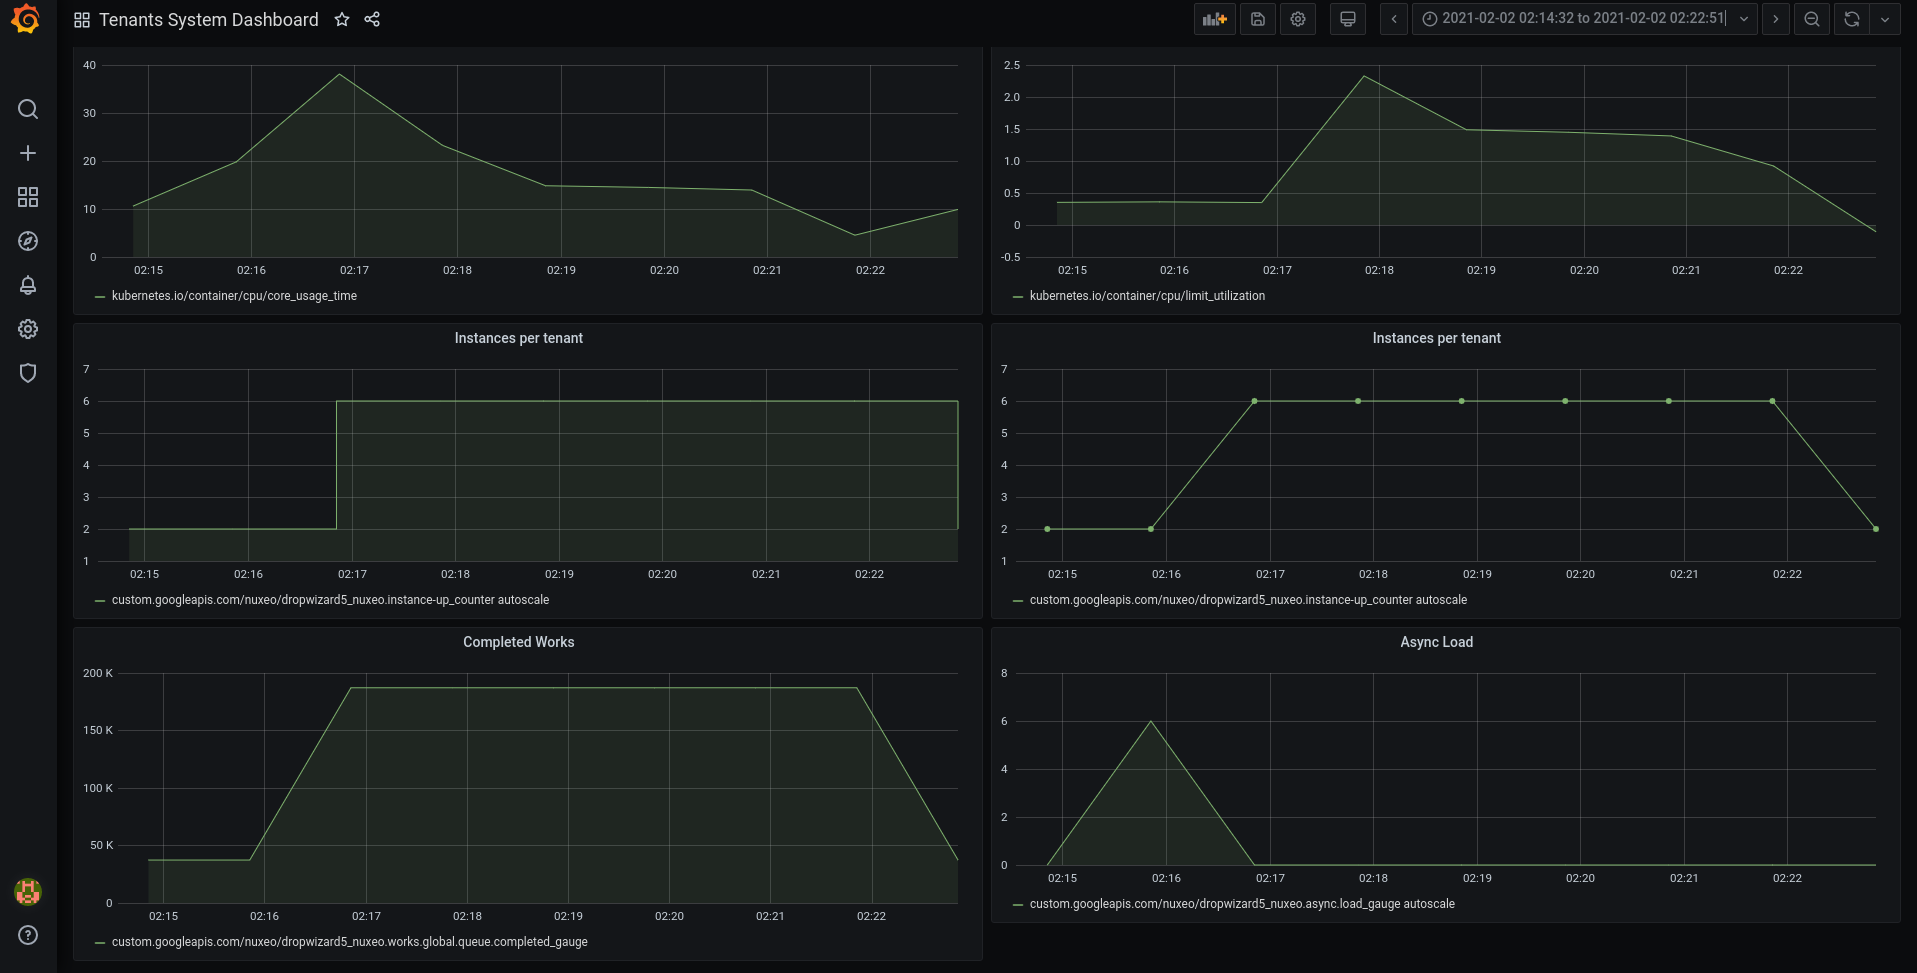 Tenants System Dashboard
2021-02-02 02:14:32 to 2021-02-02 02:22:51
40
30
20
10
0
02:15 02:16 02:17 02:18 02:19 02:20 02:21 02:22
kubernetes.io/container/cpu/core_usage_time
2.5
2.0
1.5
1.0
0.5
0
-0.5
02:15 02:16 02:17 02:18 02:19 02:20 02:21 02:22
kubernetes.io/container/cpu/limit_utilization
Instances per tenant
7
6
5
4
3
2
1
02:15 02:16 02:17 02:18 02:19 02:20 02:21 02:22
custom.googleapis.com/nuxeo/dropwizard5_nuxeo.instance-up_counter autoscale
Instances per tenant
7
6
5
4
3
2
1
02:15 02:16 02:17 02:18 02:19 02:20 02:21 02:22
custom.googleapis.com/nuxeo/dropwizard5_nuxeo.instance-up_counter autoscale
Completed Works
200 K
150 K
100 K
50 K
0
02:15 02:16 02:17 02:18 02:19 02:20 02:21 02:22
custom.googleapis.com/nuxeo/dropwizard5_nuxeo.works.global.queue.completed_gauge
Async Load
8
6
4
2
0
02:15 02:16 02:17 02:18 02:19 02:20 02:21 02:22
custom.googleapis.com/nuxeo/dropwizard5_nuxeo.async.load_gauge autoscale